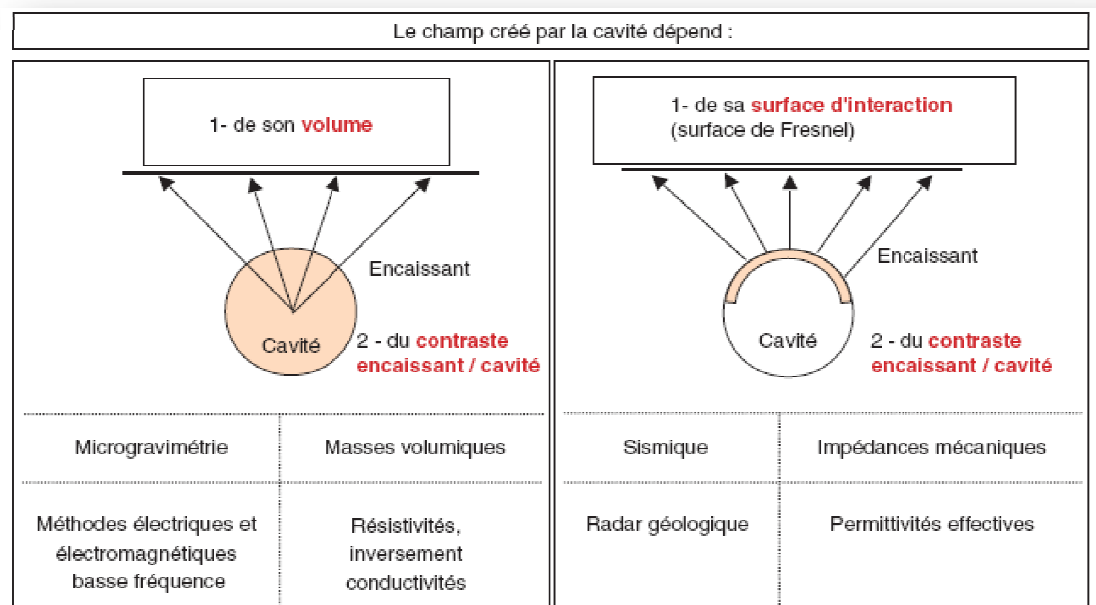 Le champ créé par la cavité dépend :
1- de son volume
Encaissant
Cavité
2 - du contraste
encaissant / cavité
Microgravimétrie
Masses volumiques
Méthodes électriques et
électromagnétiques
basse fréquence
Résistivités,
inversement
conductivités
1- de sa surface d'interaction
(surface de Fresnel)
Encaissant
Cavité
2 - du contraste
encaissant / cavité
Sismique
Impédances mécaniques
Radar géologique
Permittivités effectives